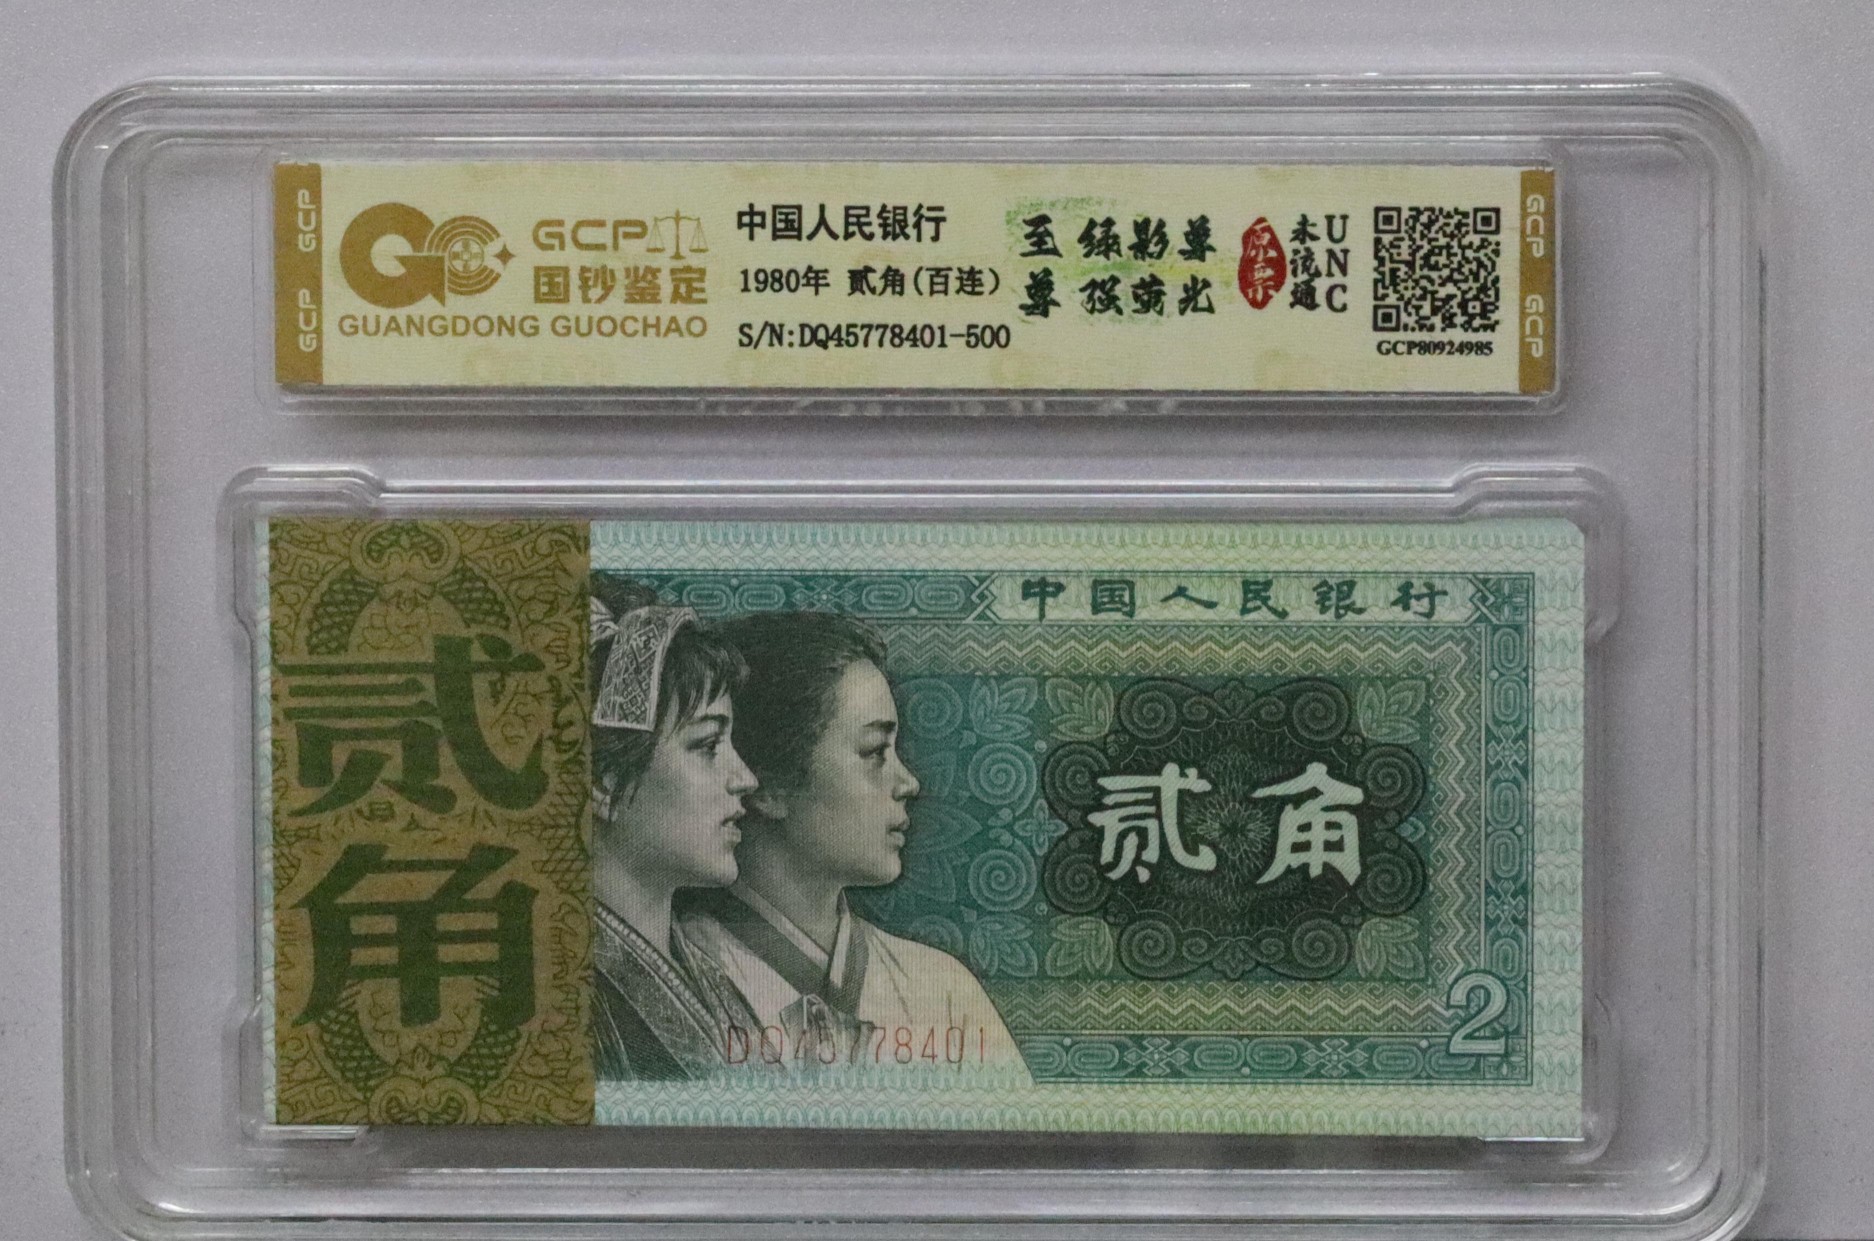 GCP GCP
GCP
国钞鉴定
GUANGDONG GUOCHAO
中国人民银行
1980年 贰角(百连)
S/N:DQ45778401-500
至尊
绿影尊
强荧光
原票
未流通
UNC
GCP80924985
GCP GCP
贰角
中国人民银行
贰角
DQ45778401
2